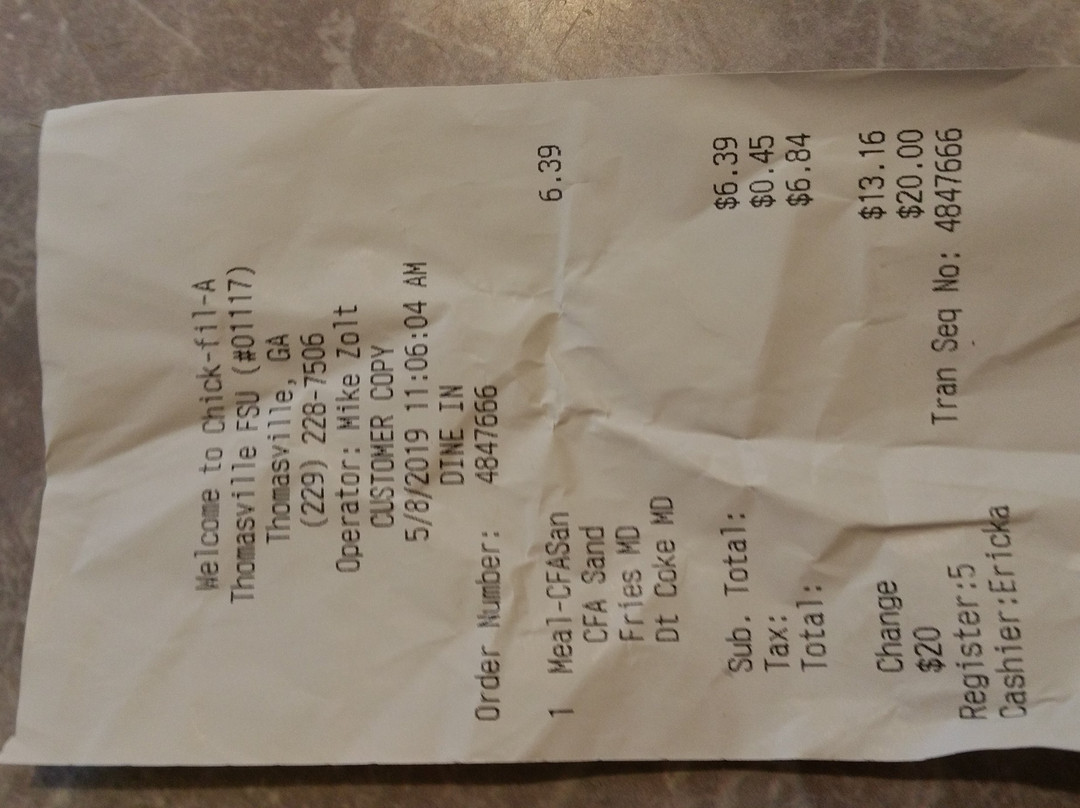 Welcome to Chick-fil-A
Thomasville FSU (#01117)
Thomasville, GA
(229) 228-7506
Operator: Mike Zolt
CUSTOMER COPY
5/8/2019 11:06:04 AM
DINE IN
Order Number: 4847666
1 Meal-CFASan 6.39
CFA Sand
Fries MD
Dt Coke MD
Sub. Total: $6.39
Tax: $0.45
Total: $6.84
Change $13.16
$20 $20.00
Register:5 Tran Seq No: 4847666
Cashier:Ericka